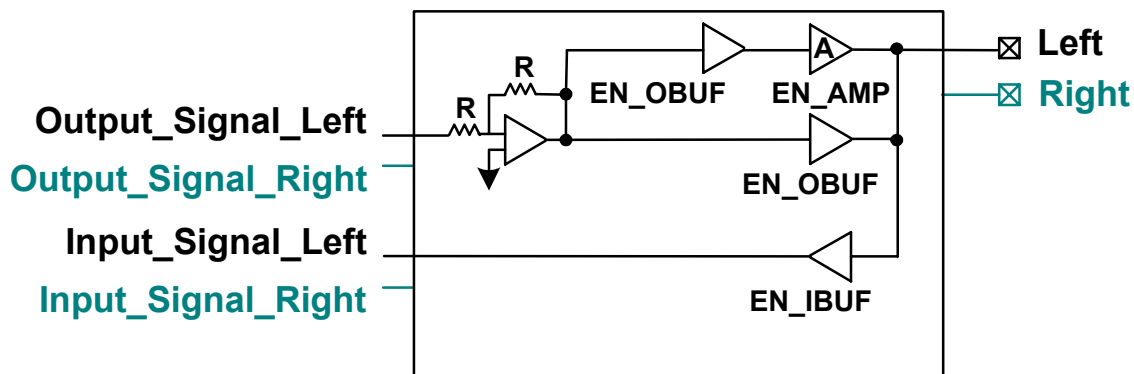 Left
A
R
EN_OBUF
EN_AMP
Right
R
Output_Signal_Left
Output_Signal_Right
EN_OBUF
Input_Signal_Left
Input_Signal_Right
EN_IBUF